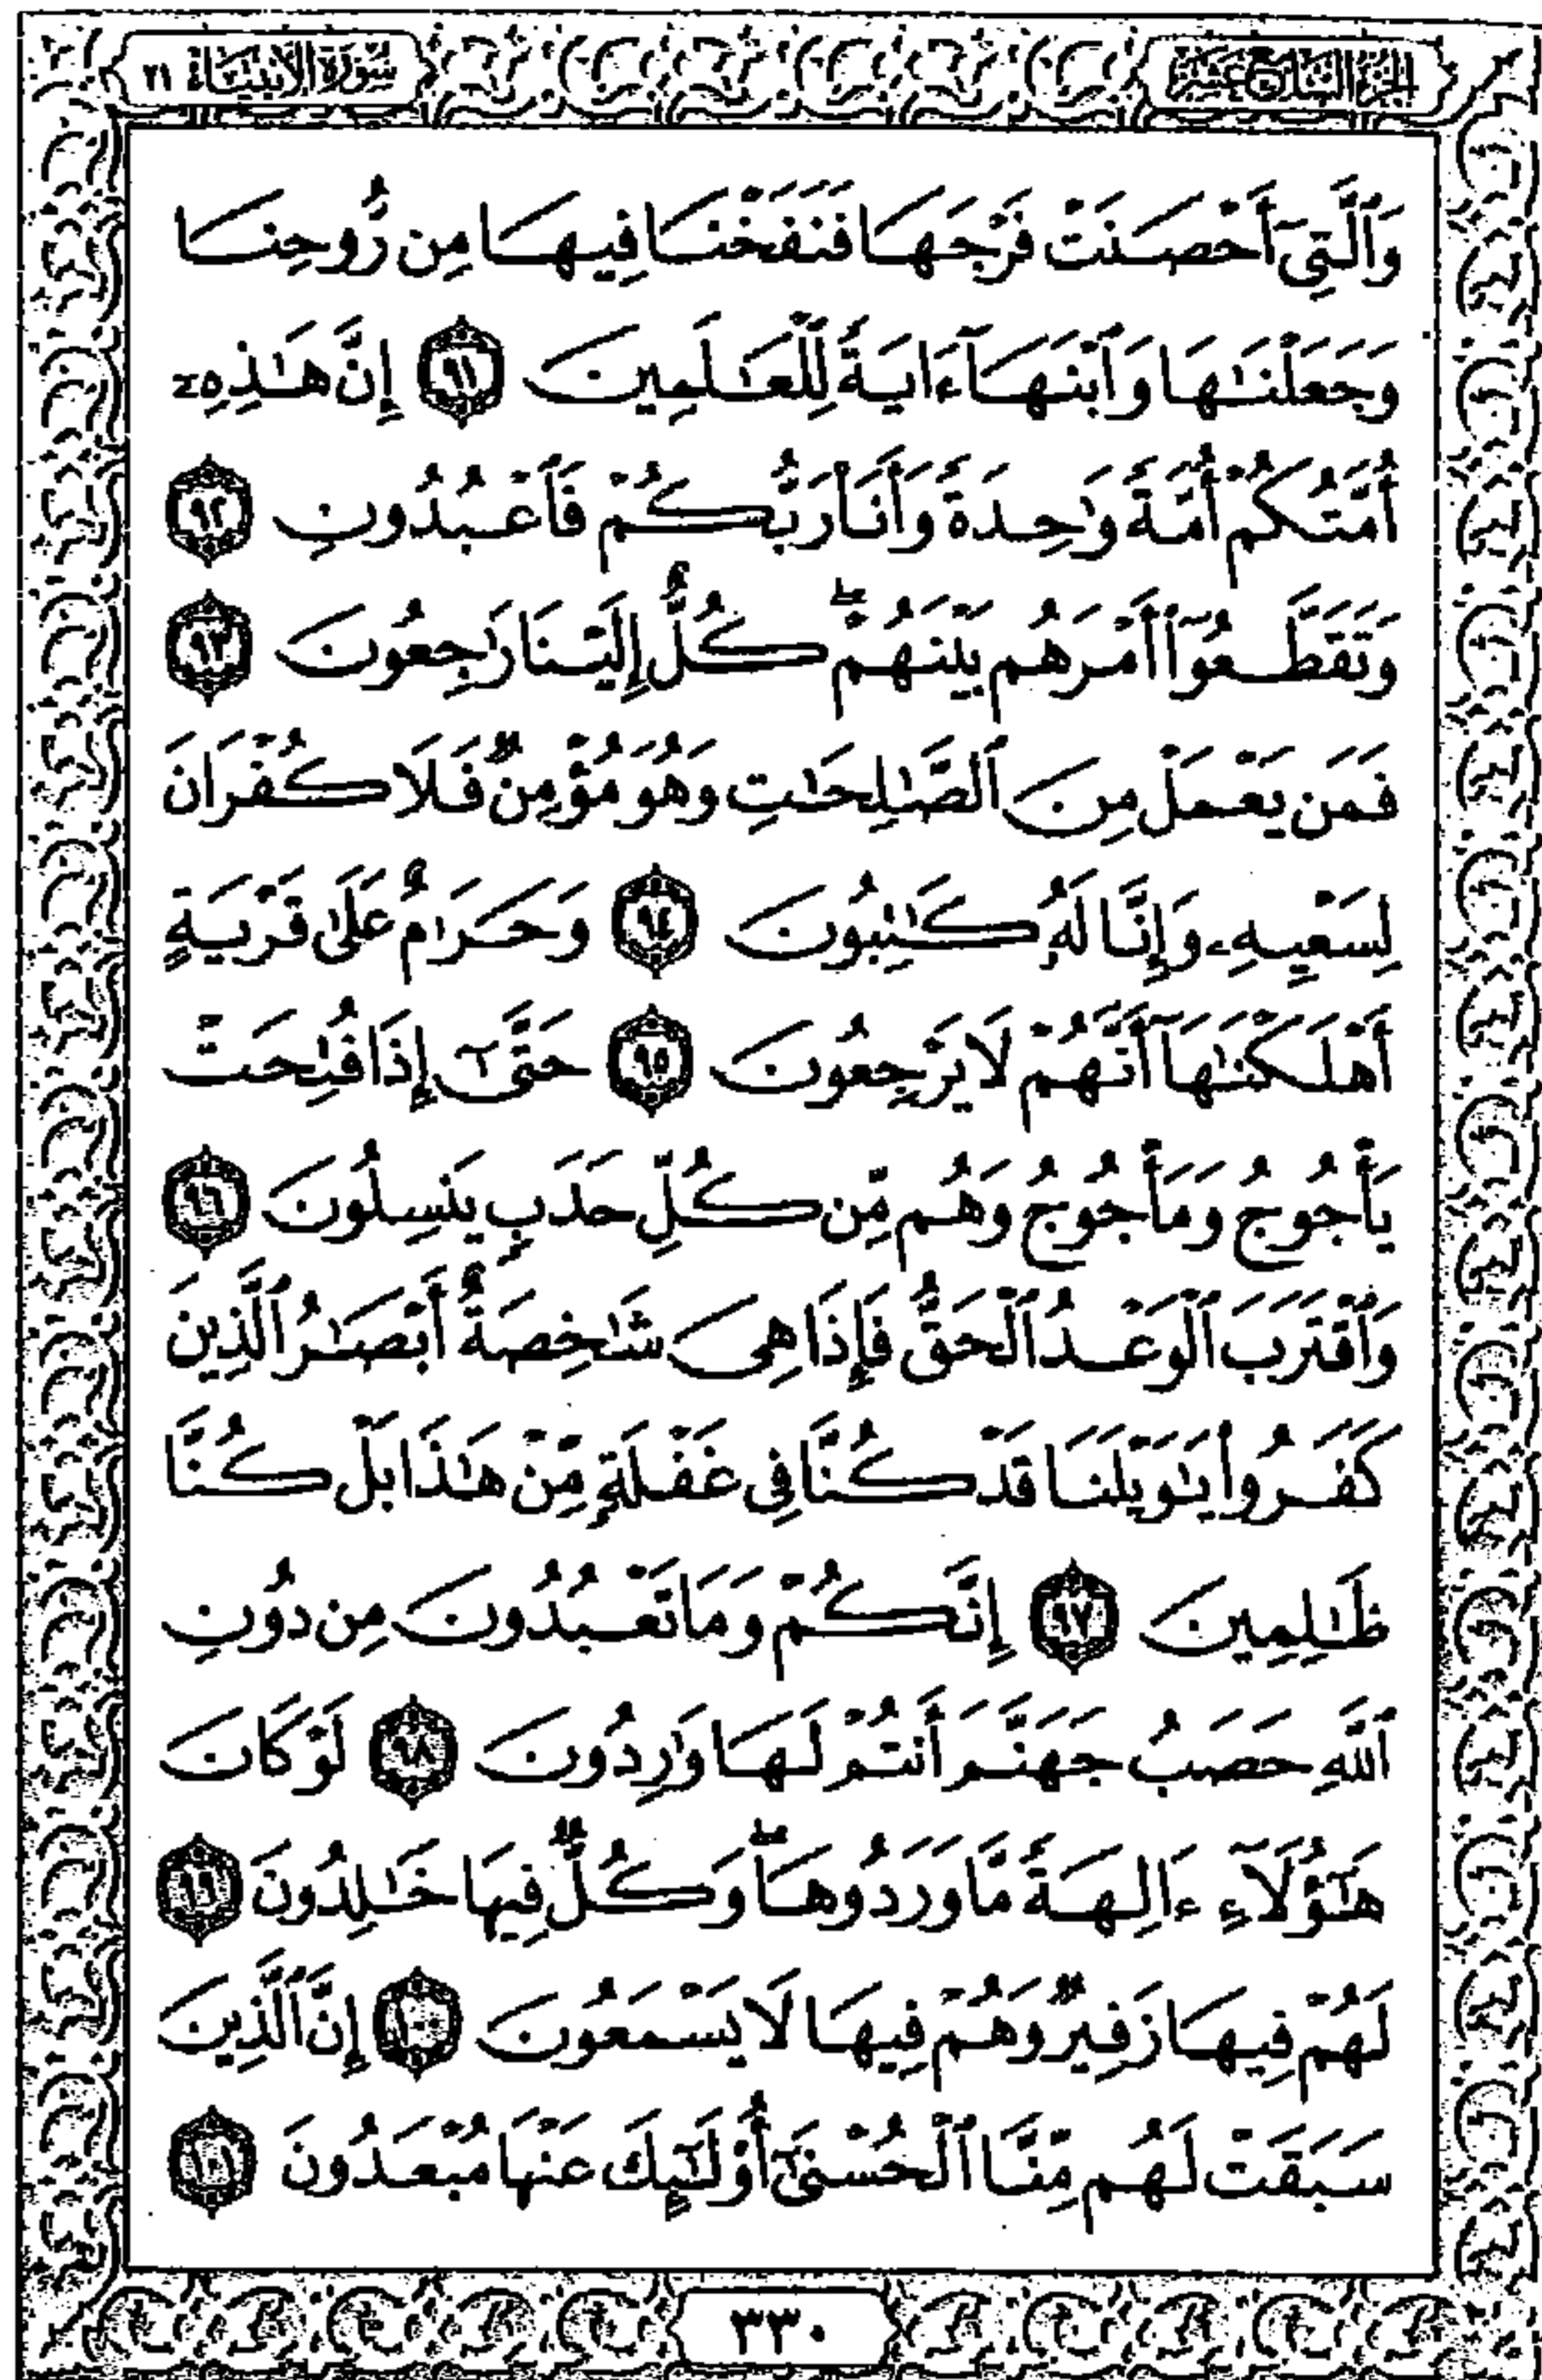 الجزء السابع عشر
سورة الأنبياء ٢١
وَٱلَّتِىٓ أَحْصَنَتْ فَرْجَهَا فَنَفَخْنَا فِيهَا مِن رُّوحِنَا
وَجَعَلْنَٰهَا وَٱبْنَهَآ ءَايَةً لِّلْعَٰلَمِينَ ٩١ إِنَّ هَٰذِهِۦٓ
أُمَّتُكُمْ أُمَّةً وَٰحِدَةً وَأَنَا۠ رَبُّكُمْ فَٱعْبُدُونِ ٩٢
وَتَقَطَّعُوٓا۟ أَمْرَهُم بَيْنَهُمْ ۖ كُلٌّ إِلَيْنَا رَٰجِعُونَ ٩٣
فَمَن يَعْمَلْ مِنَ ٱلصَّٰلِحَٰتِ وَهُوَ مُؤْمِنٌ فَلَا كُفْرَانَ
لِسَعْيِهِۦ وَإِنَّا لَهُۥ كَٰتِبُونَ ٩٤ وَحَرَٰمٌ عَلَىٰ قَرْيَةٍ
أَهْلَكْنَٰهَآ أَنَّهُمْ لَا يَرْجِعُونَ ٩٥ حَتَّىٰٓ إِذَا فُتِحَتْ
يَأْجُوجُ وَمَأْجُوجُ وَهُم مِّن كُلِّ حَدَبٍ يَنسِلُونَ ٩٦
وَٱقْتَرَبَ ٱلْوَعْدُ ٱلْحَقُّ فَإِذَا هِىَ شَٰخِصَةٌ أَبْصَٰرُ ٱلَّذِينَ
كَفَرُوا۟ يَٰوَيْلَنَا قَدْ كُنَّا فِى غَفْلَةٍ مِّنْ هَٰذَا بَلْ كُنَّا
ظَٰلِمِينَ ٩٧ إِنَّكُمْ وَمَا تَعْبُدُونَ مِن دُونِ
ٱللَّهِ حَصَبُ جَهَنَّمَ أَنتُمْ لَهَا وَٰرِدُونَ ٩٨ لَوْ كَانَ
هَٰٓؤُلَآءِ ءَالِهَةً مَّا وَرَدُوهَا ۖ وَكُلٌّ فِيهَا خَٰلِدُونَ ٩٩
لَهُمْ فِيهَا زَفِيرٌ وَهُمْ فِيهَا لَا يَسْمَعُونَ ١٠٠ إِنَّ ٱلَّذِينَ
سَبَقَتْ لَهُم مِّنَّا ٱلْحُسْنَىٰٓ أُو۟لَٰٓئِكَ عَنْهَا مُبْعَدُونَ ١٠١
٣٣٠